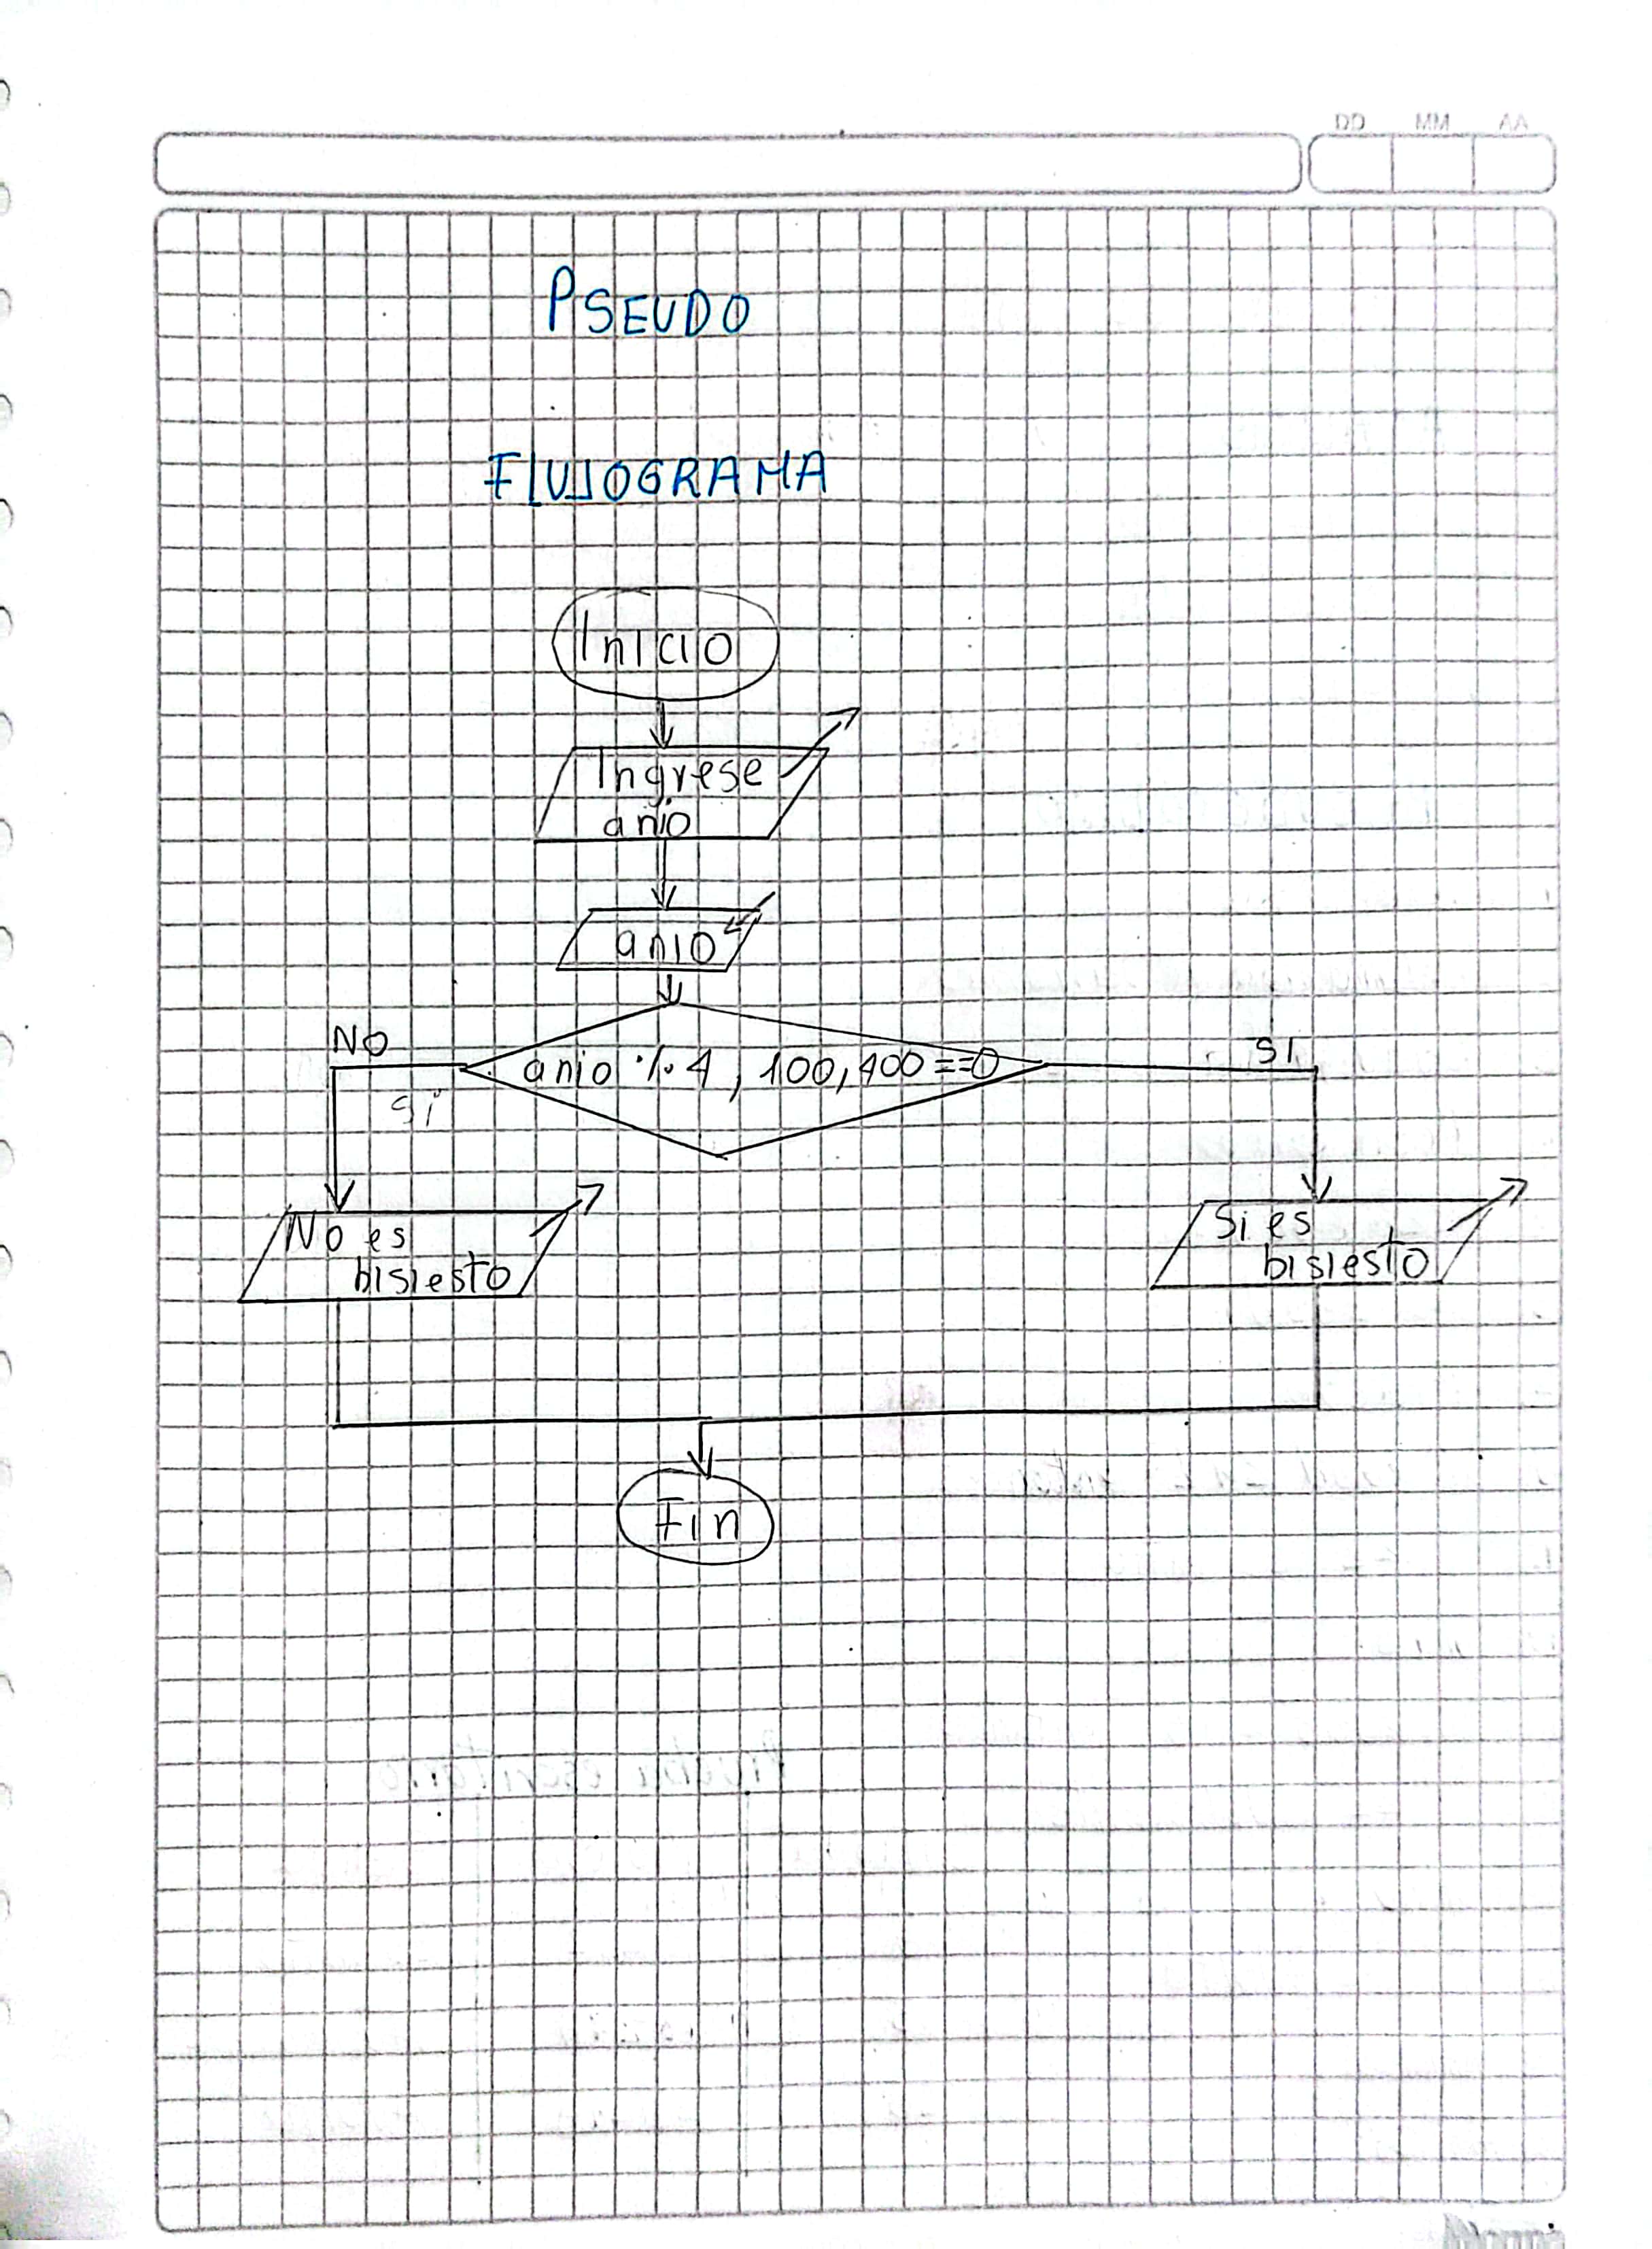 DD MM AA
PSEUDO
FLUJOGRAMA
Inicio
Ingrese
anio
anio
NO
anio % 4, 100, 400 == 0
SI
si
No es
bisiesto
Si es
bisiesto
Fin